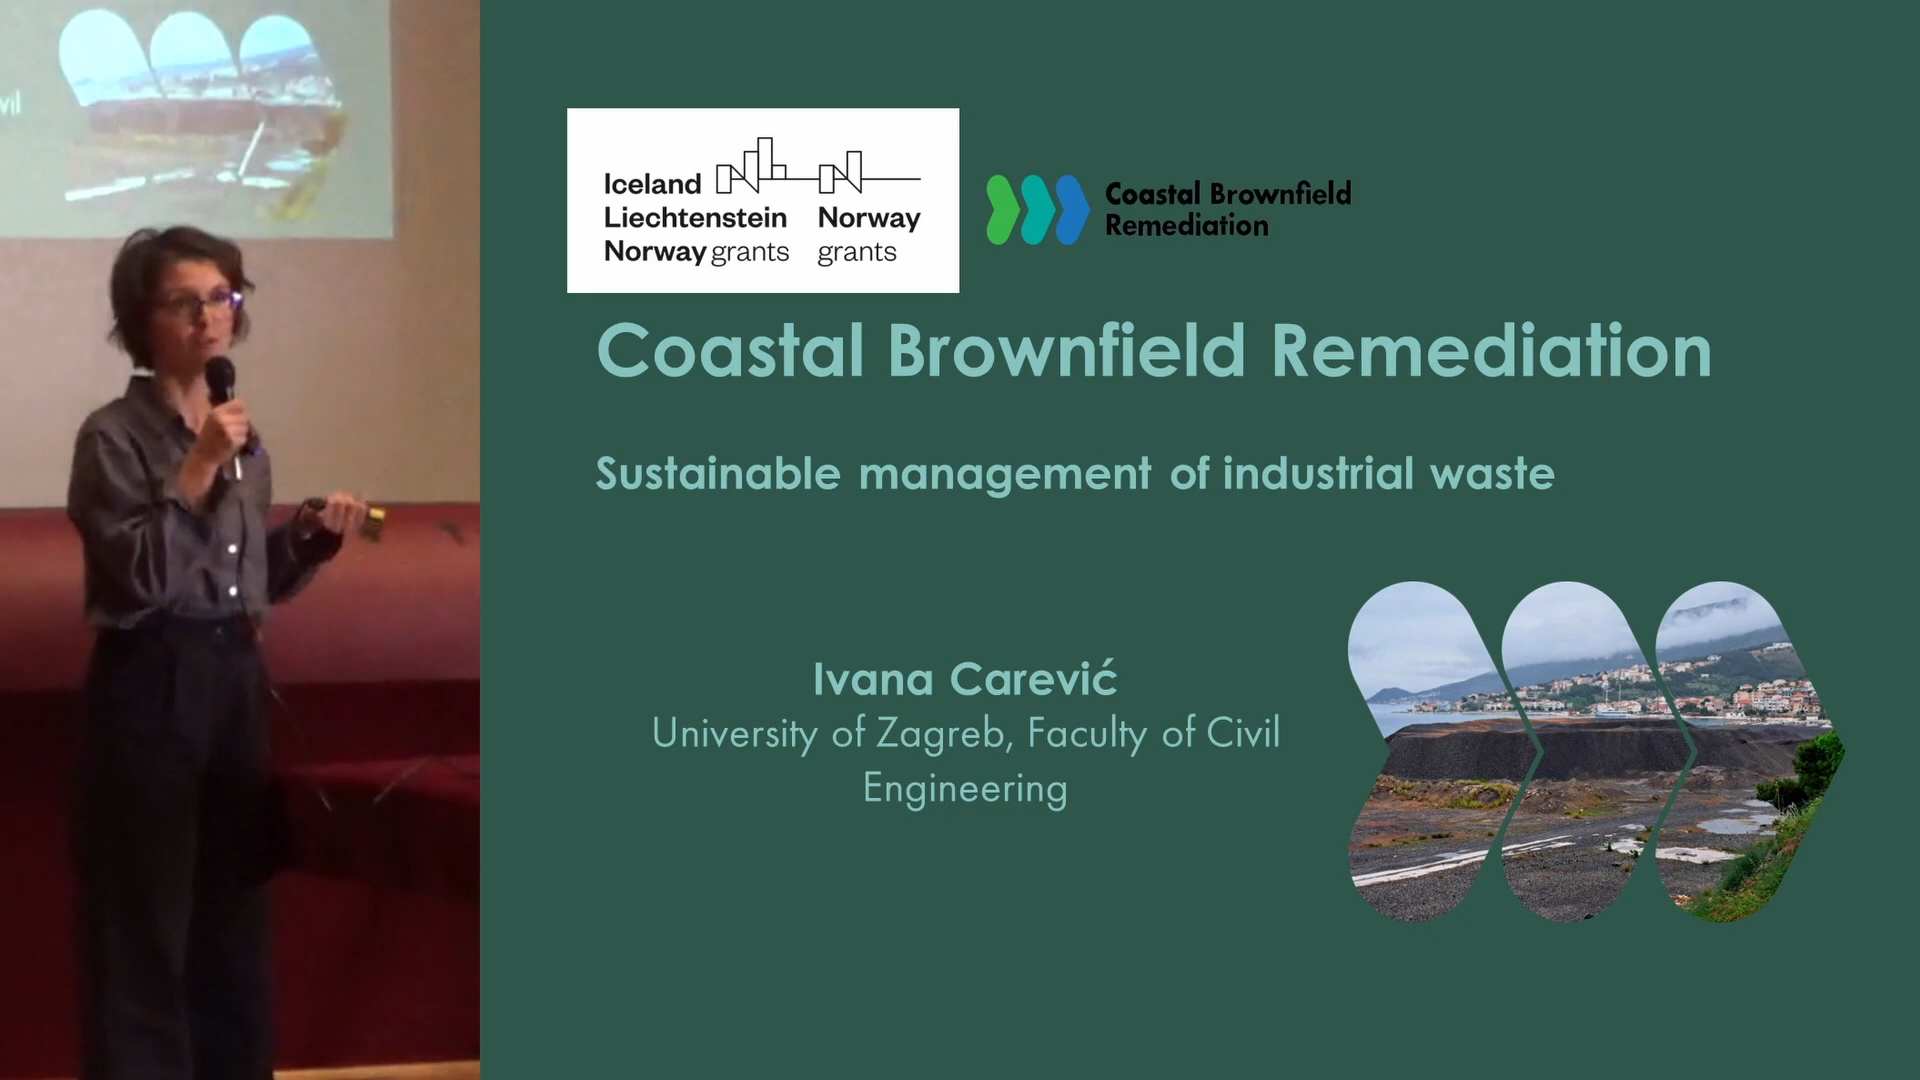 vil
Iceland
Liechtenstein
Norway grants
Norway
grants
Coastal Brownfield
Remediation
Coastal Brownfield Remediation
Sustainable management of industrial waste
Ivana Carević
University of Zagreb, Faculty of Civil
Engineering